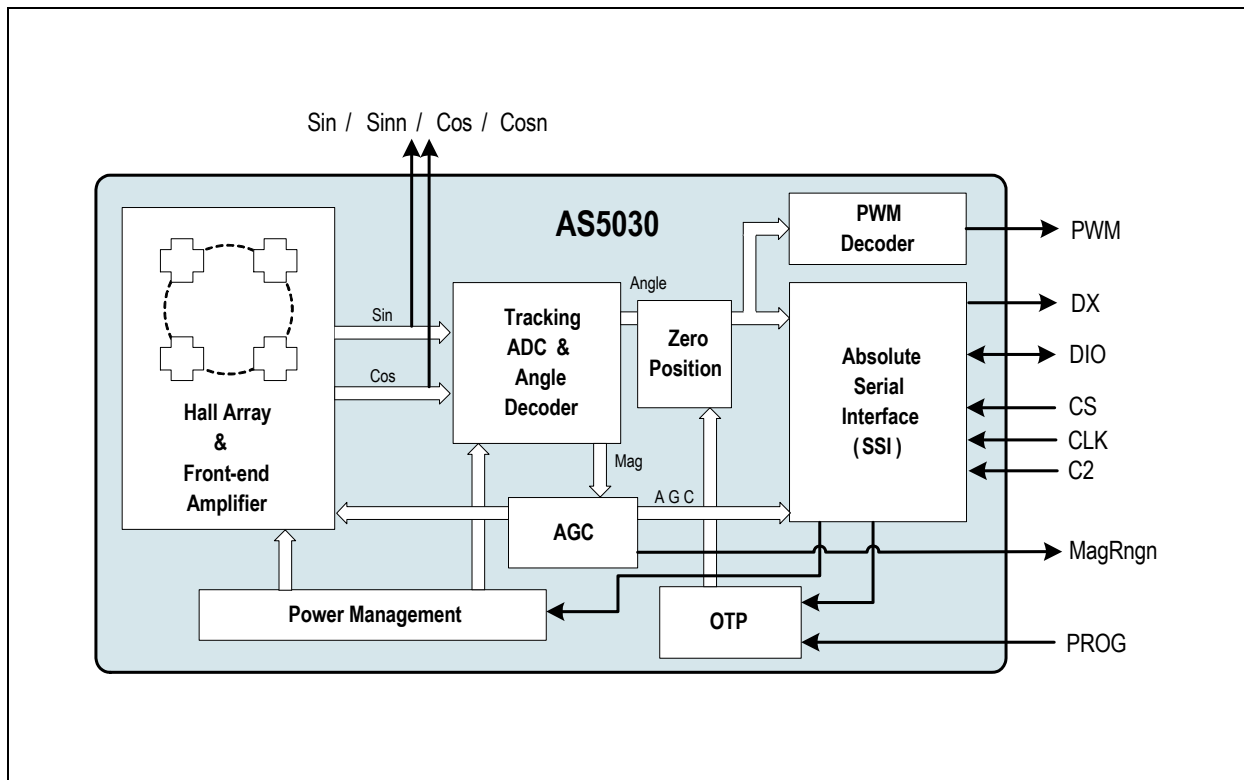 Sin / Sinn / Cos / Cosn
AS5030
PWM
Decoder
PWM
Hall Array
&
Front-end
Amplifier
Sin
Cos
Tracking
ADC &
Angle
Decoder
Angle
Zero
Position
Absolute
Serial
Interface
( SSI )
DX
DIO
CS
CLK
C2
Mag
AGC
A G C
MagRngn
Power Management
OTP
PROG